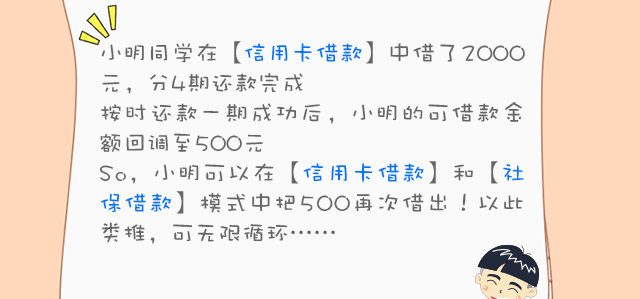 小明同学在【信用卡借款】中借了2000
元，分4期还款完成
按时还款一期成功后，小明的可借款金
额回调至500元
So，小明可以在【信用卡借款】和【社
保借款】模式中把500再次借出！以此
类推，可无限循环……